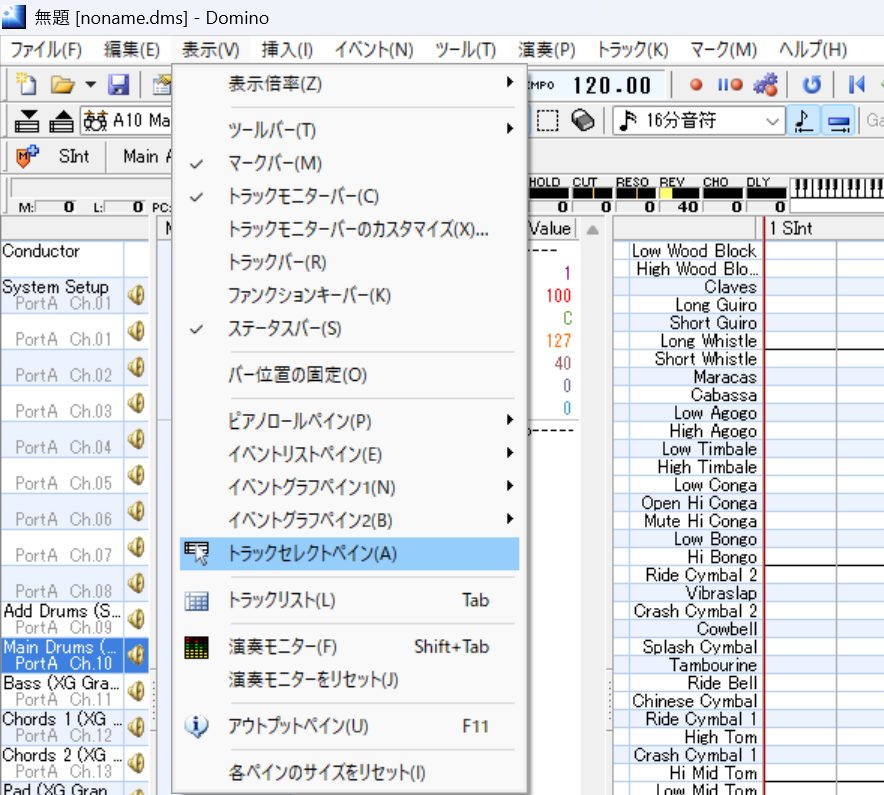 無題 [noname.dms] - Domino
ファイル(F) 編集(E) 表示(V) 挿入(I) イベント(N) ツール(T) 演奏(P) トラック(K) マーク(M) ヘルプ(H)
120.00
A10 Ma
16分音符
Ga
SInt Main A
HOLD CUT RESO REV CHO DLY
M: 0 L: 0 PC: 0 0 0 40 0 0
表示倍率(Z)
ツールバー(T)
マークバー(M)
トラックモニターバー(C)
トラックモニターバーのカスタマイズ(X)...
トラックバー(R)
ファンクションキーバー(K)
ステータスバー(S)
バー位置の固定(O)
ピアノロールペイン(P)
イベントリストペイン(E)
イベントグラフペイン1(N)
イベントグラフペイン2(B)
トラックセレクトペイン(A)
トラックリスト(L) Tab
演奏モニター(F) Shift+Tab
演奏モニターをリセット(J)
アウトプットペイン(U) F11
各ペインのサイズをリセット(I)
Conductor
System Setup
PortA Ch.01
PortA Ch.01
PortA Ch.02
PortA Ch.03
PortA Ch.04
PortA Ch.05
PortA Ch.06
PortA Ch.07
PortA Ch.08
Add Drums (S...
PortA Ch.09
Main Drums (...
PortA Ch.10
Bass (XG Gra...
PortA Ch.11
Chords 1 (XG ...
PortA Ch.12
Chords 2 (XG ...
PortA Ch.13
Pad (XG Gran
Value
1
100
C
127
40
0
0
1 SInt
Low Wood Block
High Wood Blo...
Claves
Long Guiro
Short Guiro
Long Whistle
Short Whistle
Maracas
Cabassa
Low Agogo
High Agogo
Low Timbale
High Timbale
Low Conga
Open Hi Conga
Mute Hi Conga
Low Bongo
Hi Bongo
Ride Cymbal 2
Vibraslap
Crash Cymbal 2
Cowbell
Splash Cymbal
Tambourine
Ride Bell
Chinese Cymbal
Ride Cymbal 1
High Tom
Crash Cymbal 1
Hi Mid Tom
Low Mid Tom